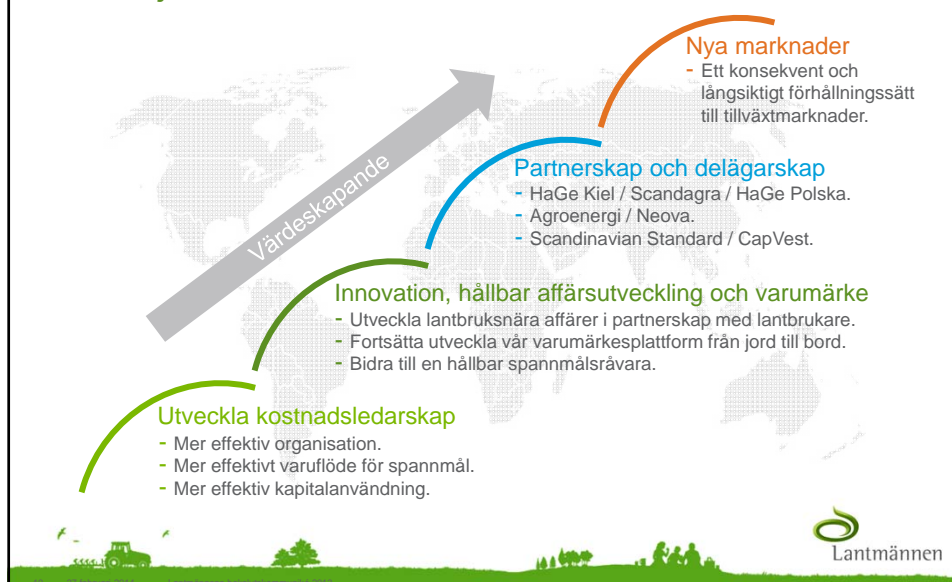 Nya marknader
- Ett konsekvent och
långsiktigt förhållningssätt
till tillväxtmarknader.
Värdeskapande
Partnerskap och delägarskap
- HaGe Kiel / Scandagra / HaGe Polska.
- Agroenergi / Neova.
- Scandinavian Standard / CapVest.
Innovation, hållbar affärsutveckling och varumärke
- Utveckla lantbruksnära affärer i partnerskap med lantbrukare.
- Fortsätta utveckla vår varumärkesplattform från jord till bord.
- Bidra till en hållbar spannmålsråvara.
Utveckla kostnadsledarskap
- Mer effektiv organisation.
- Mer effektivt varuflöde för spannmål.
- Mer effektiv kapitalanvändning.
Lantmännen